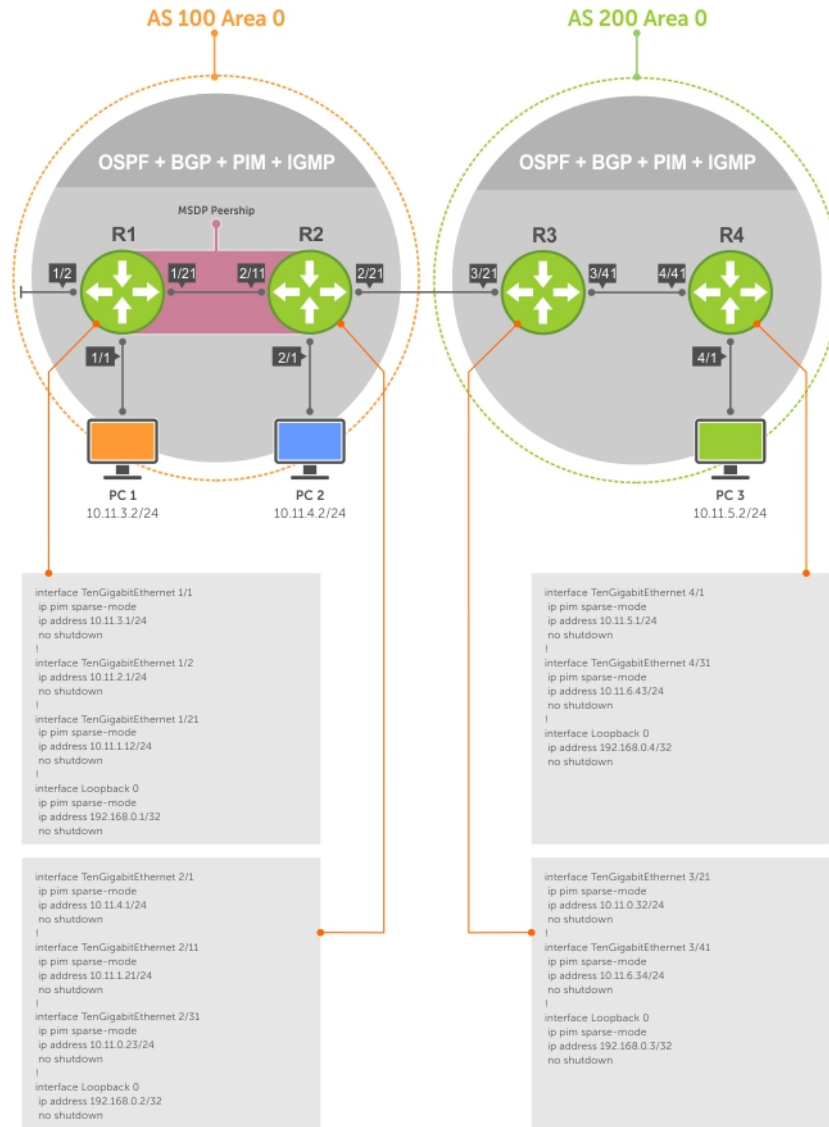 AS 100 Area 0
AS 200 Area 0
OSPF + BGP + PIM + IGMP
OSPF + BGP + PIM + IGMP
MSDP Peership
R1
R2
R3
R4
1/2
1/21
2/11
2/21
3/21
3/41
4/41
1/1
2/1
4/1
PC 1
10.11.3.2/24
PC 2
10.11.4.2/24
PC 3
10.11.5.2/24
interface TenGigabitEthernet 1/1
ip pim sparse-mode
ip address 10.11.3.1/24
no shutdown
!
interface TenGigabitEthernet 1/2
ip address 10.11.2.1/24
no shutdown
!
interface TenGigabitEthernet 1/21
ip pim sparse-mode
ip address 10.11.1.12/24
no shutdown
!
interface Loopback 0
ip pim sparse-mode
ip address 192.168.0.1/32
no shutdown
interface TenGigabitEthernet 4/1
ip pim sparse-mode
ip address 10.11.5.1/24
no shutdown
!
interface TenGigabitEthernet 4/31
ip pim sparse-mode
ip address 10.11.6.43/24
no shutdown
!
interface Loopback 0
ip address 192.168.0.4/32
no shutdown
interface TenGigabitEthernet 2/1
ip pim sparse-mode
ip address 10.11.4.1/24
no shutdown
!
interface TenGigabitEthernet 2/11
ip pim sparse-mode
ip address 10.11.1.21/24
no shutdown
!
interface TenGigabitEthernet 2/31
ip pim sparse-mode
ip address 10.11.0.23/24
no shutdown
!
interface Loopback 0
ip address 192.168.0.2/32
no shutdown
interface TenGigabitEthernet 3/21
ip pim sparse-mode
ip address 10.11.0.32/24
no shutdown
!
interface TenGigabitEthernet 3/41
ip pim sparse-mode
ip address 10.11.6.34/24
no shutdown
!
interface Loopback 0
ip pim sparse-mode
ip address 192.168.0.3/32
no shutdown